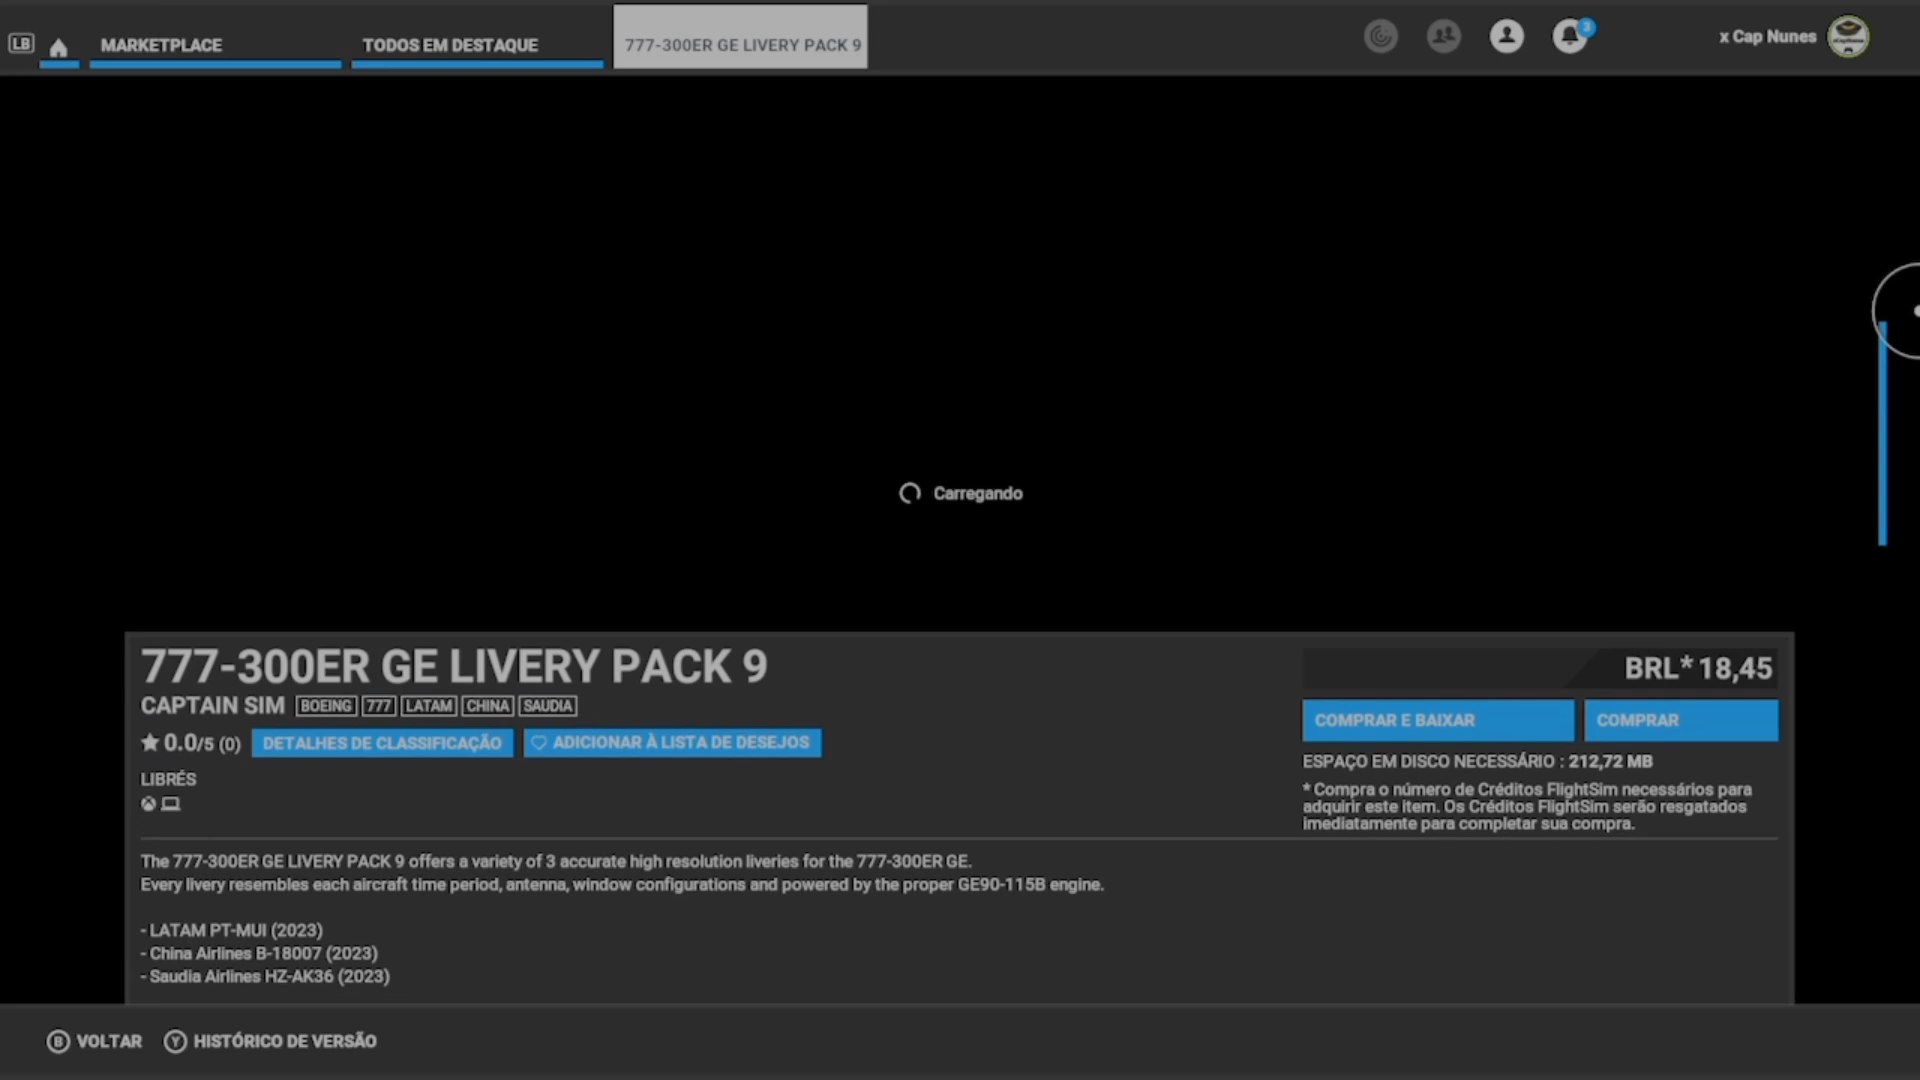 LB
MARKETPLACE
TODOS EM DESTAQUE
777-300ER GE LIVERY PACK 9
3
x Cap Nunes
Carregando
777-300ER GE LIVERY PACK 9
CAPTAIN SIM BOEING 777 LATAM CHINA SAUDIA
0.0/5 (0) DETALHES DE CLASSIFICAÇÃO ADICIONAR À LISTA DE DESEJOS
LIBRÉS
BRL* 18,45
COMPRAR E BAIXAR COMPRAR
ESPAÇO EM DISCO NECESSÁRIO : 212,72 MB
* Compra o número de Créditos FlightSim necessários para
adquirir este item. Os Créditos FlightSim serão resgatados
imediatamente para completar sua compra.
The 777-300ER GE LIVERY PACK 9 offers a variety of 3 accurate high resolution liveries for the 777-300ER GE.
Every livery resembles each aircraft time period, antenna, window configurations and powered by the proper GE90-115B engine.
- LATAM PT-MUI (2023)
- China Airlines B-18007 (2023)
- Saudia Airlines HZ-AK36 (2023)
B VOLTAR Y HISTÓRICO DE VERSÃO